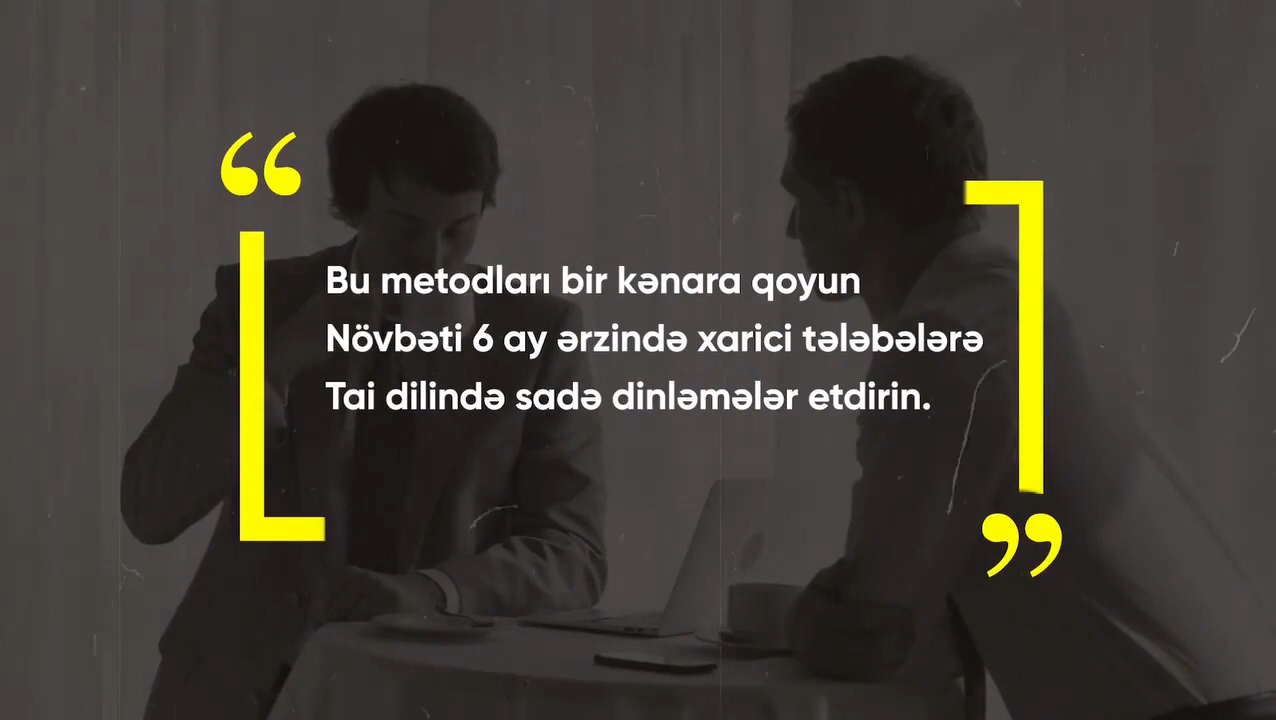 Bu metodları bir kənara qoyun
Növbəti 6 ay ərzində xarici tələbələrə
Tai dilində sadə dinləmələr etdirin.